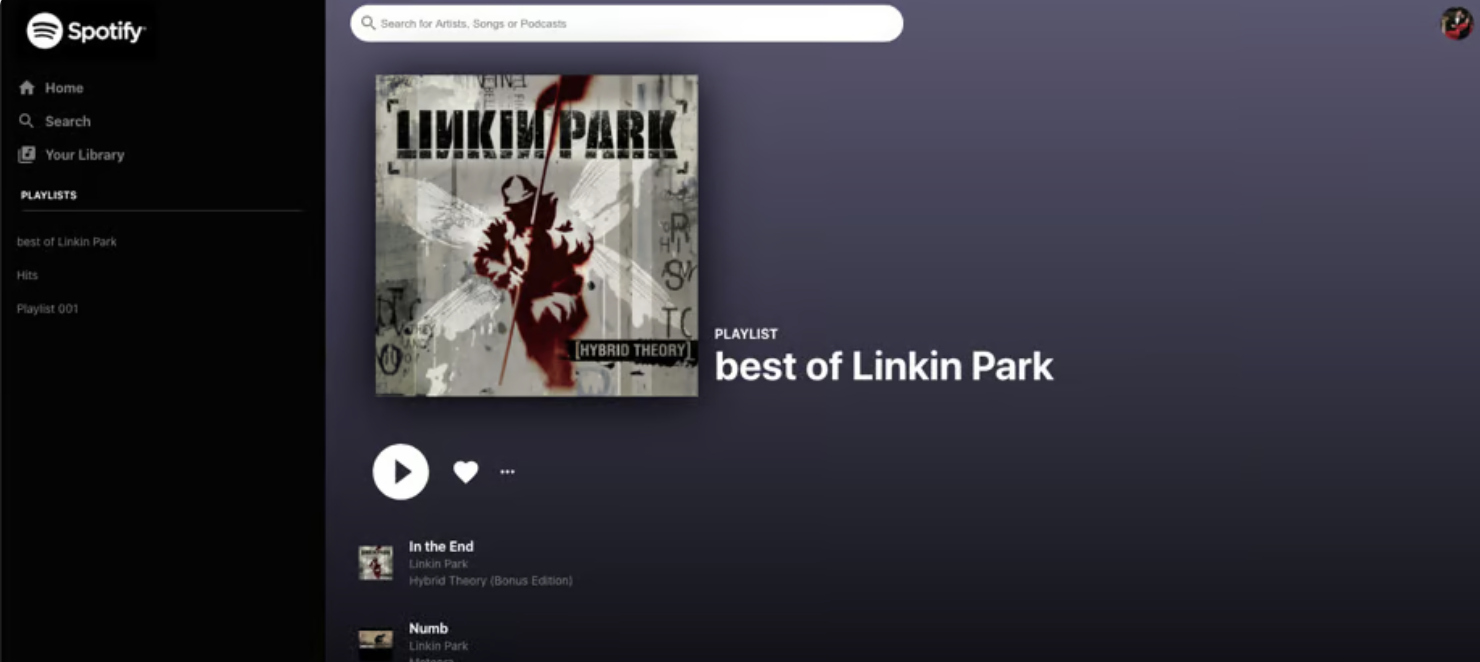 Spotify
Search for Artists, Songs or Podcasts
Home
Search
Your Library
PLAYLISTS
best of Linkin Park
Hits
Playlist 001
LINKIN PARK
[HYBRID THEORY]
PLAYLIST
best of Linkin Park
In the End
Linkin Park
Hybrid Theory (Bonus Edition)
Numb
Linkin Park